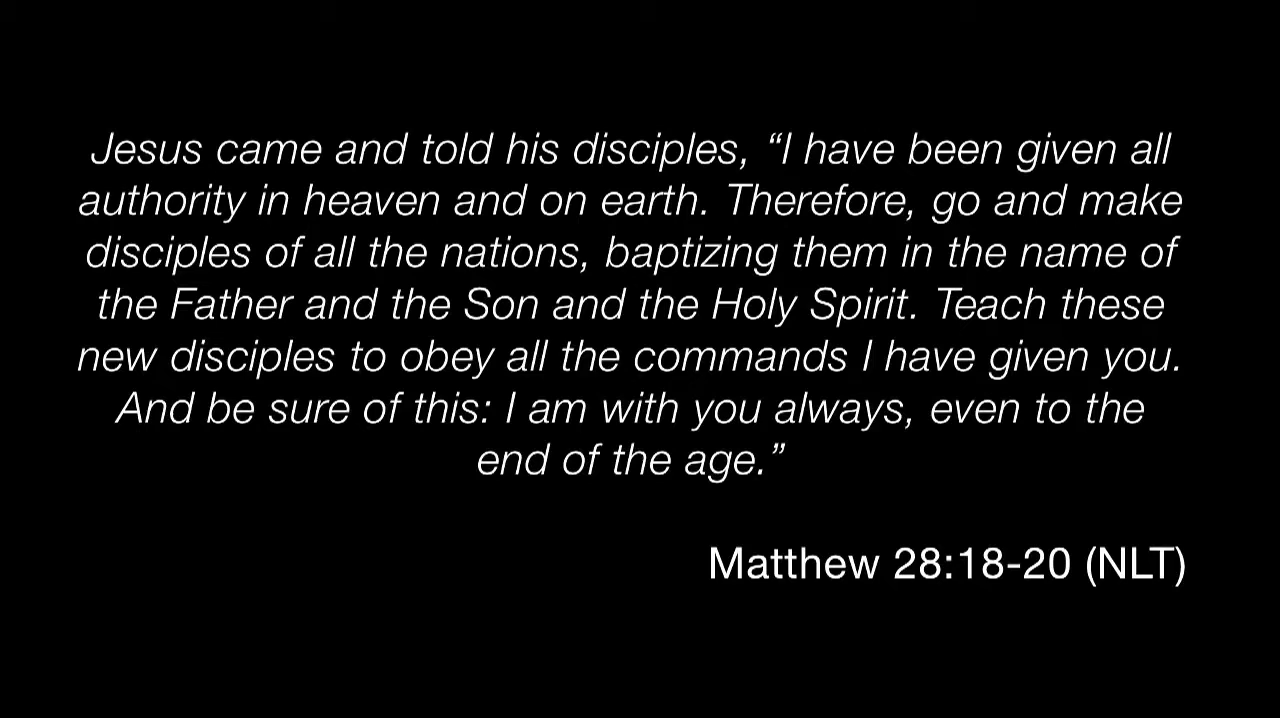 Jesus came and told his disciples, “I have been given all
authority in heaven and on earth. Therefore, go and make
disciples of all the nations, baptizing them in the name of
the Father and the Son and the Holy Spirit. Teach these
new disciples to obey all the commands I have given you.
And be sure of this: I am with you always, even to the
end of the age.”
Matthew 28:18-20 (NLT)